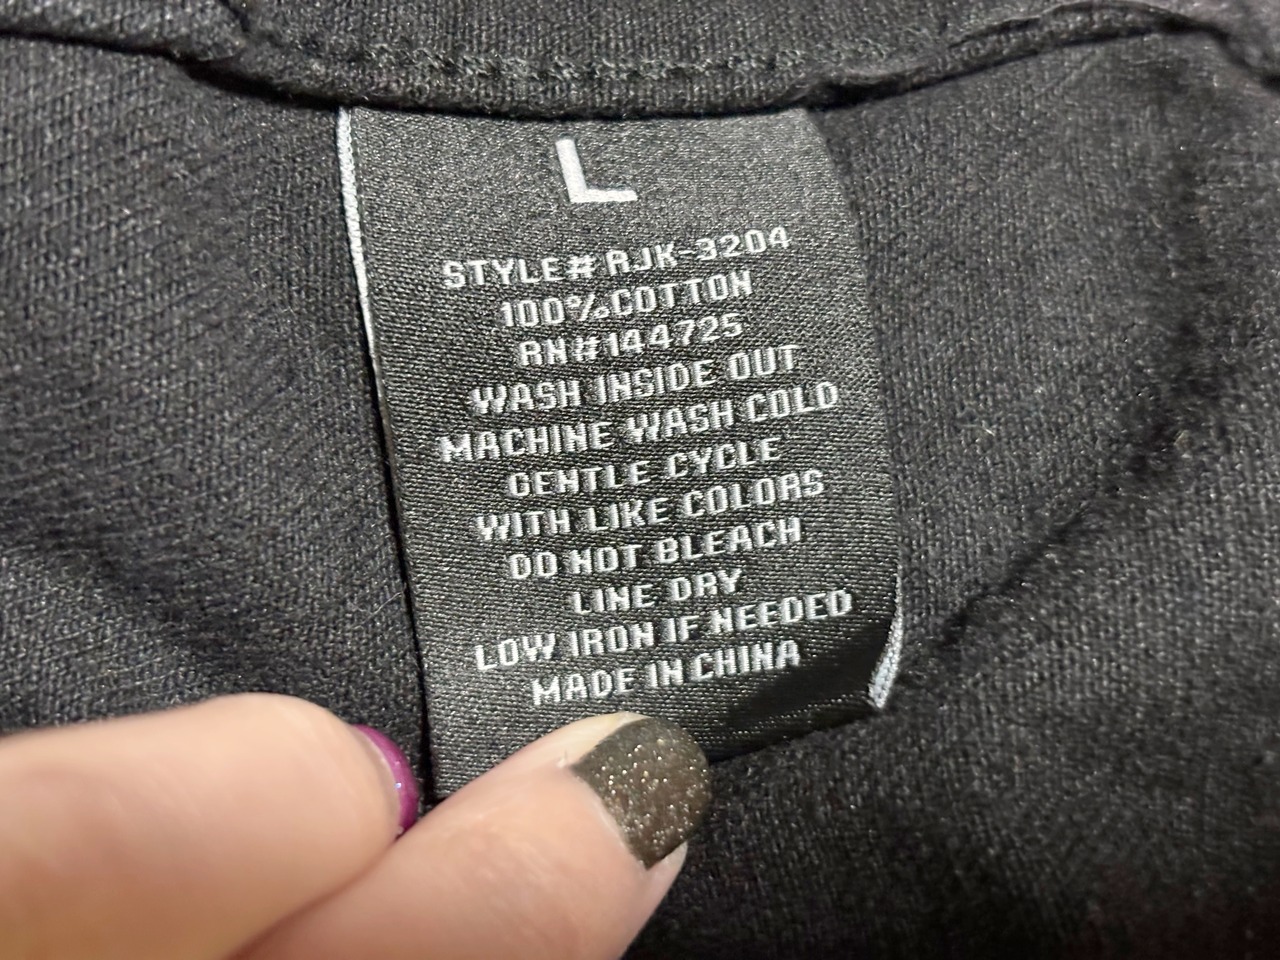 L
STYLE# RJK-3204
100%COTTON
RN#144725
WASH INSIDE OUT
MACHINE WASH COLD
GENTLE CYCLE
WITH LIKE COLORS
DO NOT BLEACH
LINE DRY
LOW IRON IF NEEDED
MADE IN CHINA